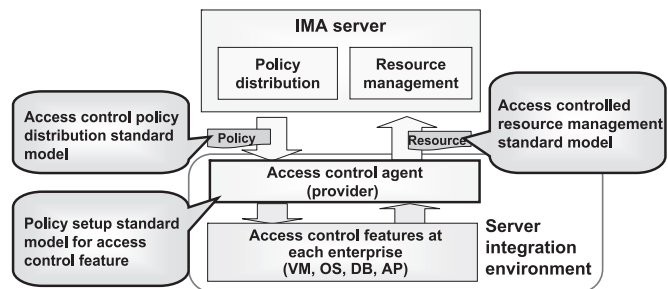 IMA server
Policy
distribution
Resource
management
Access control policy
distribution standard
model
Policy
Resource
Access controlled
resource management
standard model
Access control agent
(provider)
Policy setup standard
model for access
control feature
Access control features at
each enterprise
(VM, OS, DB, AP)
Server
integration
environment